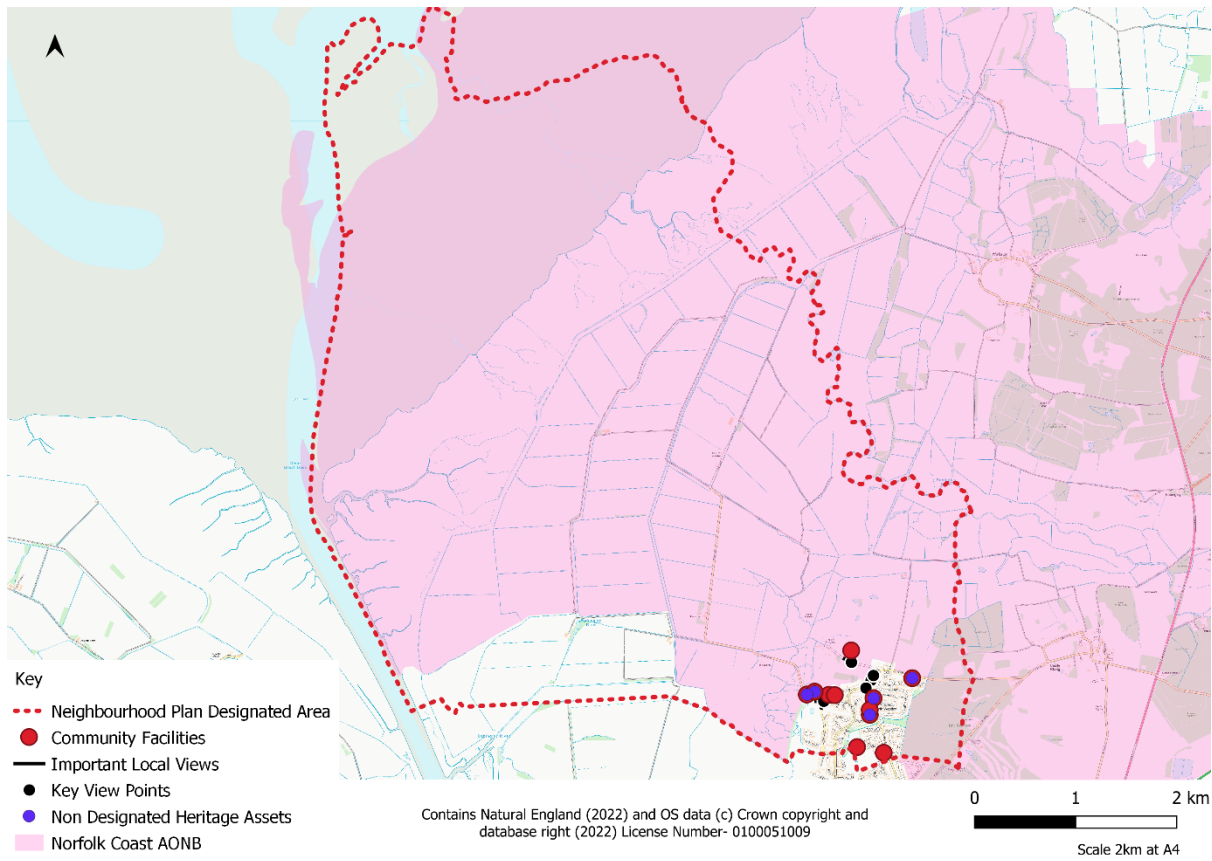 Key
Neighbourhood Plan Designated Area
Community Facilities
Important Local Views
Key View Points
Non Designated Heritage Assets
Norfolk Coast AONB
Contains Natural England (2022) and OS data (c) Crown copyright and
database right (2022) License Number- 0100051009
0 1 2 km
Scale 2km at A4